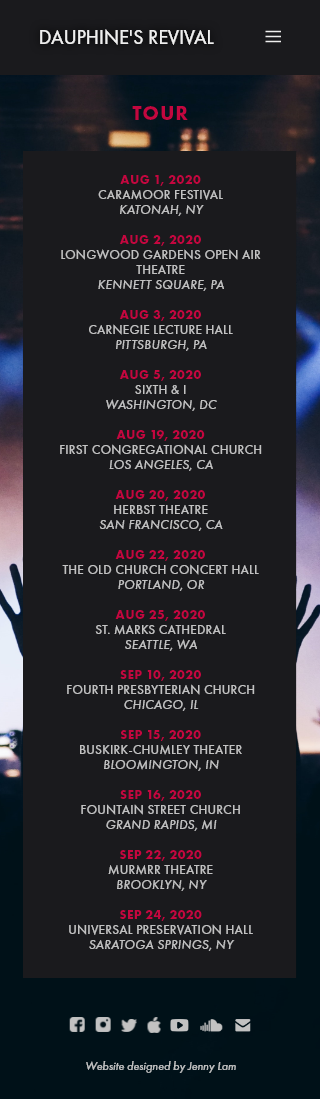 DAUPHINE'S REVIVAL
TOUR
AUG 1, 2020
CARAMOOR FESTIVAL
KATONAH, NY
AUG 2, 2020
LONGWOOD GARDENS OPEN AIR
THEATRE
KENNETT SQUARE, PA
AUG 3, 2020
CARNEGIE LECTURE HALL
PITTSBURGH, PA
AUG 5, 2020
SIXTH & I
WASHINGTON, DC
AUG 19, 2020
FIRST CONGREGATIONAL CHURCH
LOS ANGELES, CA
AUG 20, 2020
HERBST THEATRE
SAN FRANCISCO, CA
AUG 22, 2020
THE OLD CHURCH CONCERT HALL
PORTLAND, OR
AUG 25, 2020
ST. MARKS CATHEDRAL
SEATTLE, WA
SEP 10, 2020
FOURTH PRESBYTERIAN CHURCH
CHICAGO, IL
SEP 15, 2020
BUSKIRK-CHUMLEY THEATER
BLOOMINGTON, IN
SEP 16, 2020
FOUNTAIN STREET CHURCH
GRAND RAPIDS, MI
SEP 22, 2020
MURMRR THEATRE
BROOKLYN, NY
SEP 24, 2020
UNIVERSAL PRESERVATION HALL
SARATOGA SPRINGS, NY
Website designed by Jenny Lam